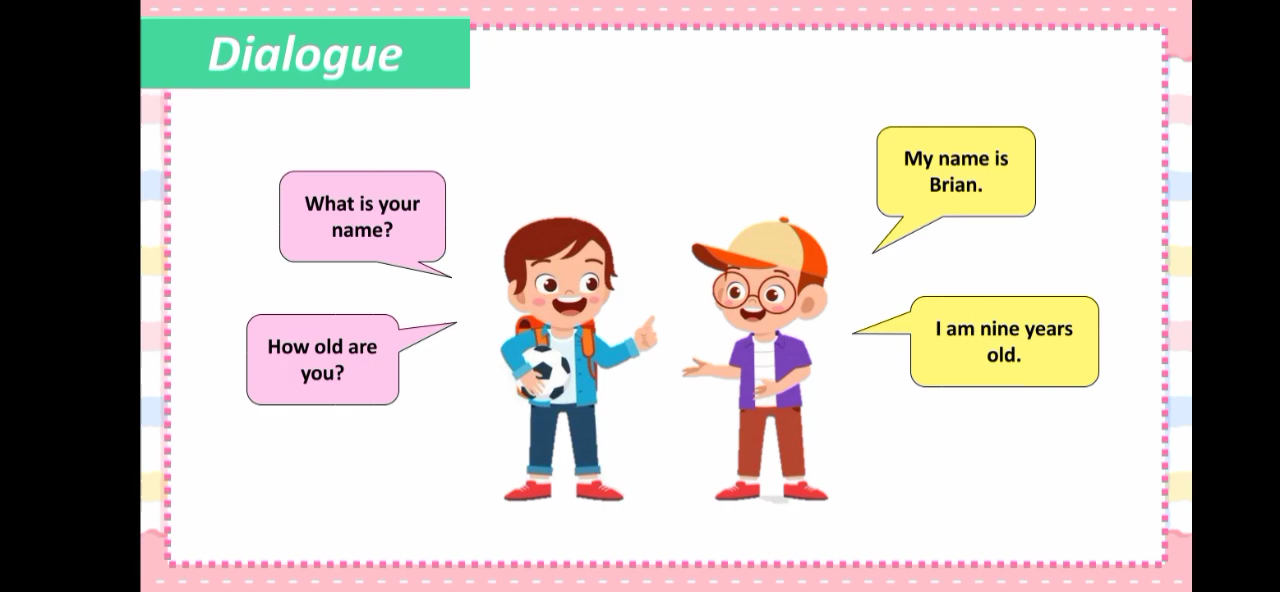 Dialogue
What is your
name?
My name is
Brian.
How old are
you?
I am nine years
old.